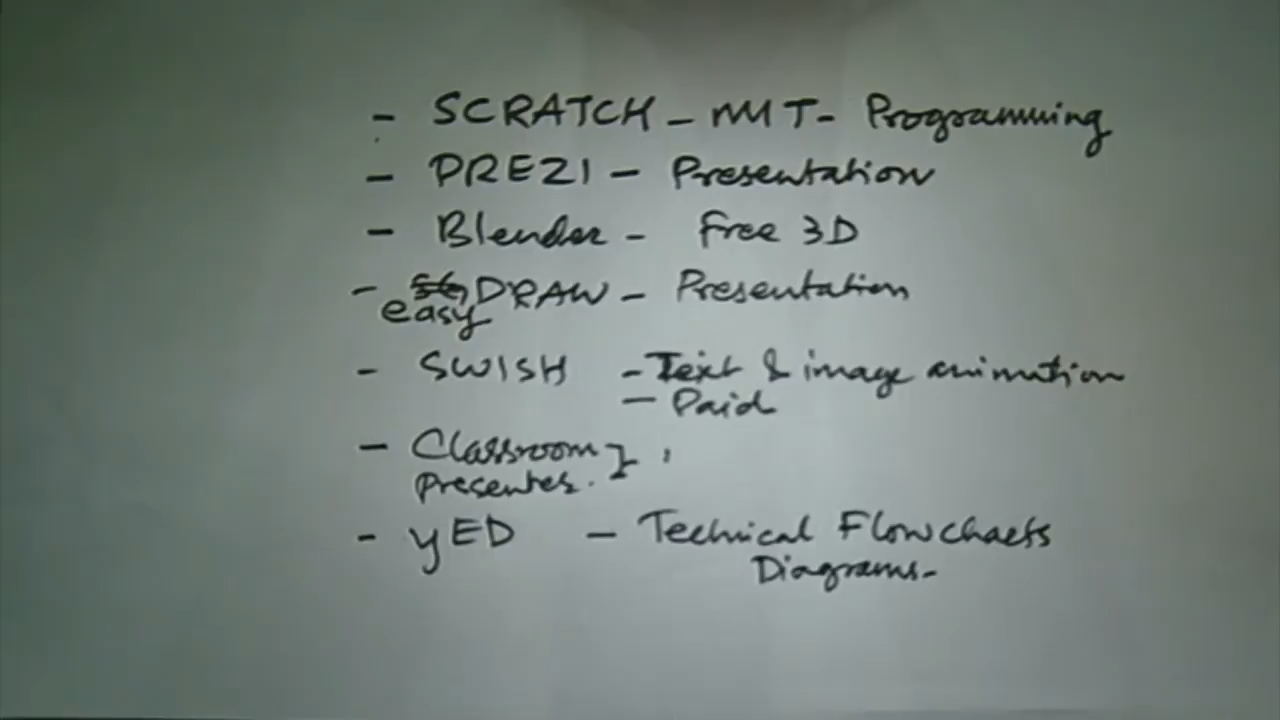 - SCRATCH - MIT - Programming
- PREZI - Presentation
- Blender - Free 3D
- easy DRAW - Presentation
- SWISH - Text & image animation
- Paid
- Classroom }
Presenter.
- yED - Technical Flowcharts
Diagrams.